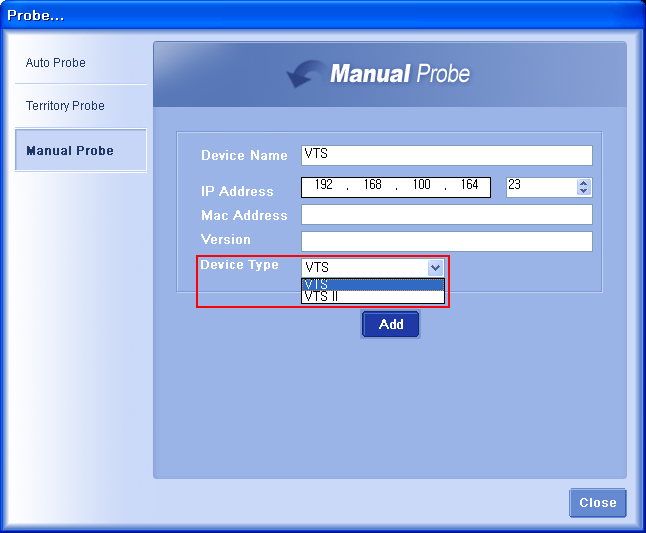 Probe...
Auto Probe
Territory Probe
Manual Probe
Manual Probe
Device Name VTS
IP Address 192 . 168 . 100 . 164 23
Mac Address
Version
Device Type VTS
VTS
VTS II
Add
Close